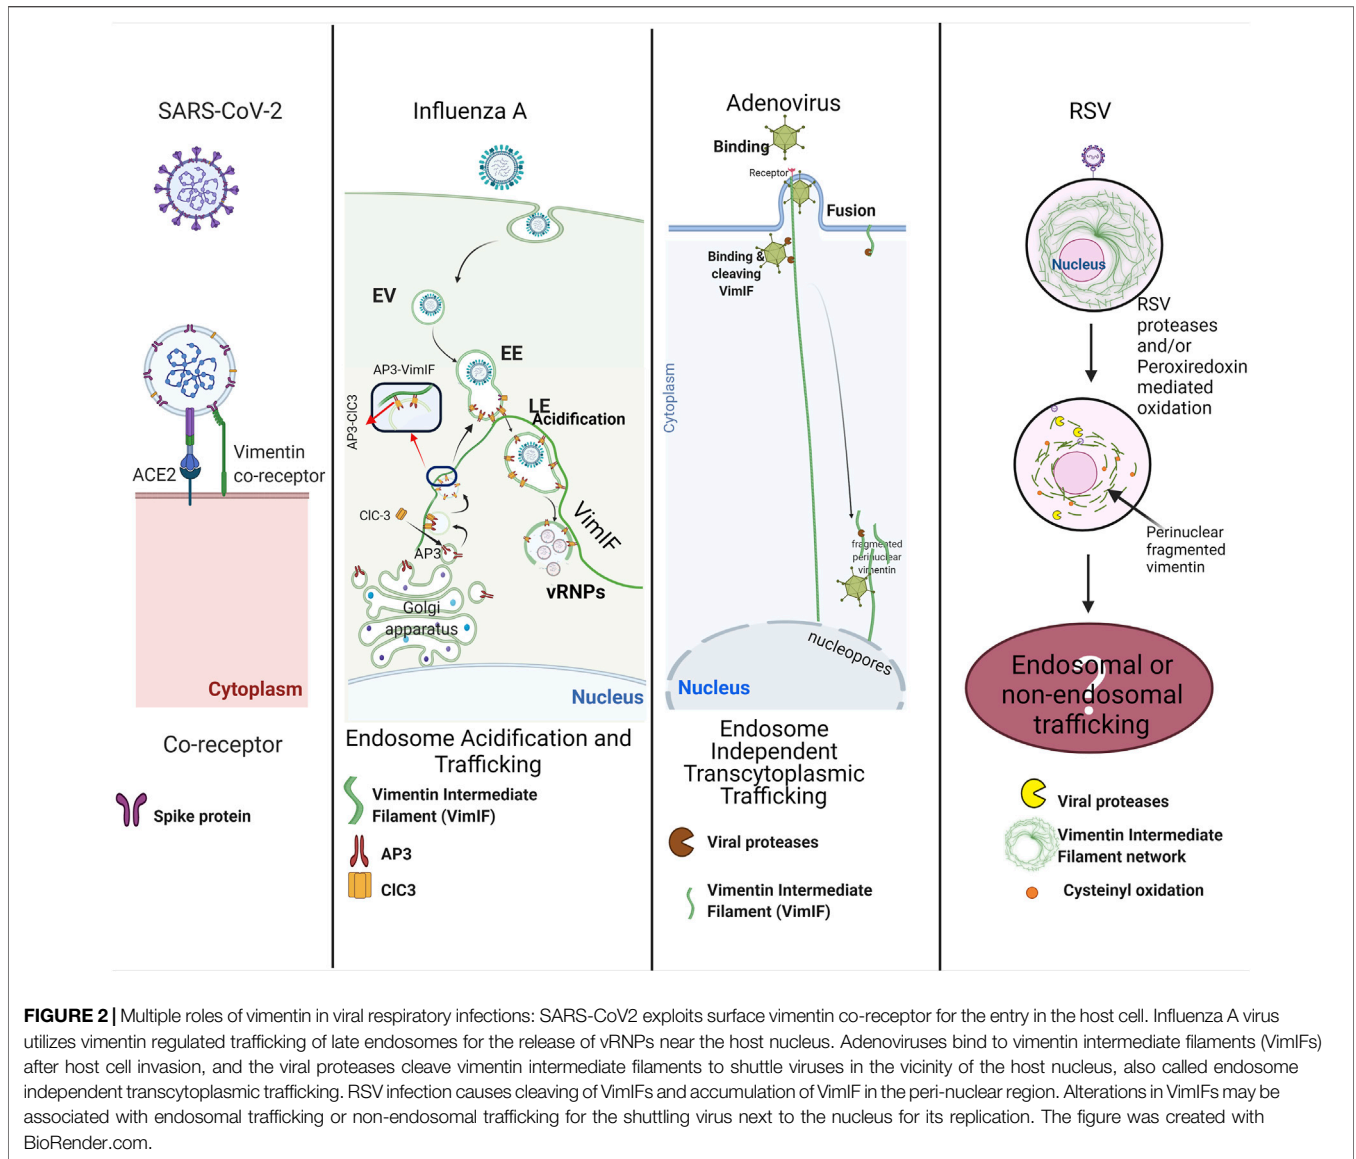 SARS-CoV-2
ACE2
Vimentin
co-receptor
Cytoplasm
Co-receptor
Spike protein
Influenza A
EV
EE
AP3-VimIF
AP3-ClC3
LE
Acidification
ClC-3
AP3
VimIF
vRNPs
Golgi
apparatus
Nucleus
Endosome Acidification and
Trafficking
Vimentin Intermediate
Filament (VimIF)
AP3
ClC3
Adenovirus
Binding
Receptor
Fusion
Binding &
cleaving
VimIF
Cytoplasm
fragmented
perinuclear
vimentin
nucleopores
Nucleus
Endosome
Independent
Transcytoplasmic
Trafficking
Viral proteases
Vimentin Intermediate
Filament (VimIF)
RSV
Nucleus
RSV
proteases
and/or
Peroxiredoxin
mediated
oxidation
Perinuclear
fragmented
vimentin
?
Endosomal or
non-endosomal
trafficking
Viral proteases
Vimentin Intermediate
Filament network
Cysteinyl oxidation
FIGURE 2 | Multiple roles of vimentin in viral respiratory infections: SARS-CoV2 exploits surface vimentin co-receptor for the entry in the host cell. Influenza A virus
utilizes vimentin regulated trafficking of late endosomes for the release of vRNPs near the host nucleus. Adenoviruses bind to vimentin intermediate filaments (VimIFs)
after host cell invasion, and the viral proteases cleave vimentin intermediate filaments to shuttle viruses in the vicinity of the host nucleus, also called endosome
independent transcytoplasmic trafficking. RSV infection causes cleaving of VimIFs and accumulation of VimIF in the peri-nuclear region. Alterations in VimIFs may be
associated with endosomal trafficking or non-endosomal trafficking for the shuttling virus next to the nucleus for its replication. The figure was created with
BioRender.com.